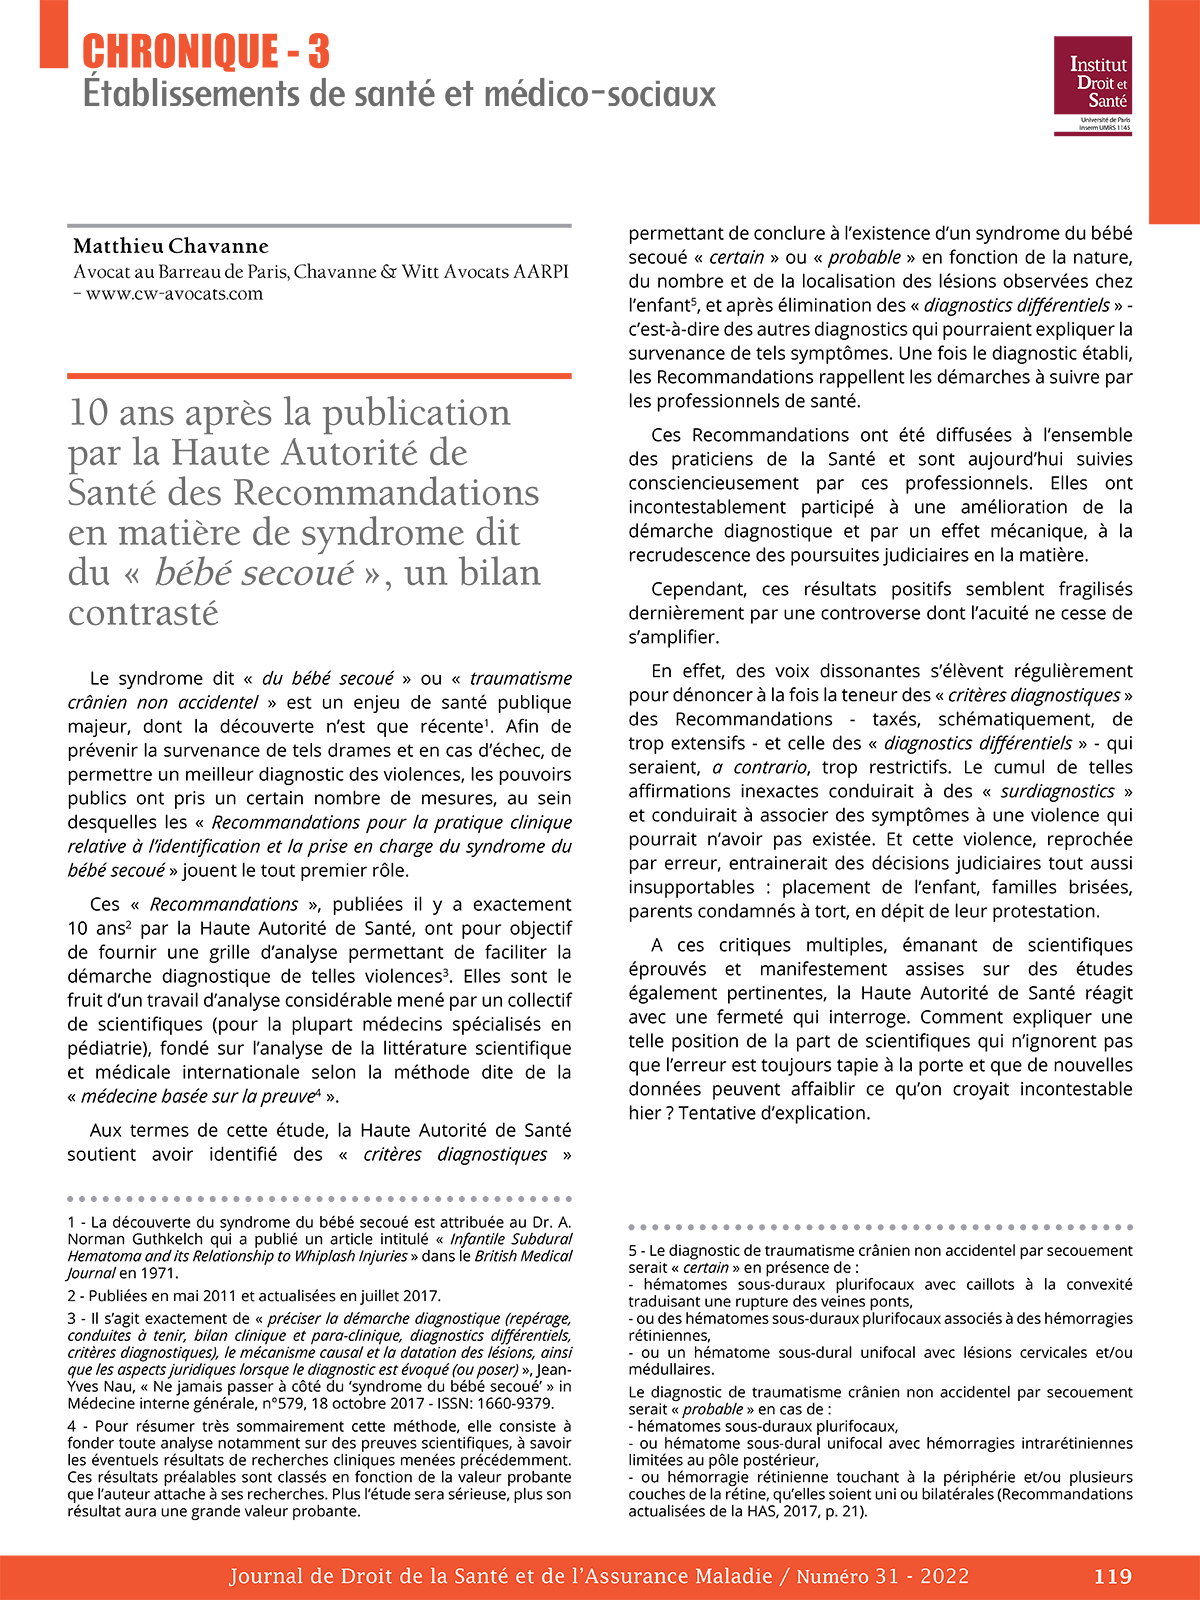 CHRONIQUE - 3
Établissements de santé et médico-sociaux
Institut
Droit et
Santé
Université de Paris
Inserm UMRS 1145
Matthieu Chavanne
Avocat au Barreau de Paris, Chavanne & Witt Avocats AARPI
– www.cw-avocats.com
10 ans après la publication
par la Haute Autorité de
Santé des Recommandations
en matière de syndrome dit
du « bébé secoué », un bilan
contrasté
Le syndrome dit « du bébé secoué » ou « traumatisme
crânien non accidentel » est un enjeu de santé publique
majeur, dont la découverte n’est que récente¹. Afin de
prévenir la survenance de tels drames et en cas d’échec, de
permettre un meilleur diagnostic des violences, les pouvoirs
publics ont pris un certain nombre de mesures, au sein
desquelles les « Recommandations pour la pratique clinique
relative à l’identification et la prise en charge du syndrome du
bébé secoué » jouent le tout premier rôle.
Ces « Recommandations », publiées il y a exactement
10 ans² par la Haute Autorité de Santé, ont pour objectif
de fournir une grille d’analyse permettant de faciliter la
démarche diagnostique de telles violences³. Elles sont le
fruit d’un travail d’analyse considérable mené par un collectif
de scientifiques (pour la plupart médecins spécialisés en
pédiatrie), fondé sur l’analyse de la littérature scientifique
et médicale internationale selon la méthode dite de la
« médecine basée sur la preuve⁴ ».
Aux termes de cette étude, la Haute Autorité de Santé
soutient avoir identifié des « critères diagnostiques »
1 - La découverte du syndrome du bébé secoué est attribuée au Dr. A.
Norman Guthkelch qui a publié un article intitulé « Infantile Subdural
Hematoma and its Relationship to Whiplash Injuries » dans le British Medical
Journal en 1971.
2 - Publiées en mai 2011 et actualisées en juillet 2017.
3 - Il s’agit exactement de « préciser la démarche diagnostique (repérage,
conduites à tenir, bilan clinique et para-clinique, diagnostics différentiels,
critères diagnostiques), le mécanisme causal et la datation des lésions, ainsi
que les aspects juridiques lorsque le diagnostic est évoqué (ou poser) », Jean-
Yves Nau, « Ne jamais passer à côté du ‘syndrome du bébé secoué’ » in
Médecine interne générale, n°579, 18 octobre 2017 - ISSN: 1660-9379.
4 - Pour résumer très sommairement cette méthode, elle consiste à
fonder toute analyse notamment sur des preuves scientifiques, à savoir
les éventuels résultats de recherches cliniques menées précédemment.
Ces résultats préalables sont classés en fonction de la valeur probante
que l’auteur attache à ses recherches. Plus l’étude sera sérieuse, plus son
résultat aura une grande valeur probante.
permettant de conclure à l’existence d’un syndrome du bébé
secoué « certain » ou « probable » en fonction de la nature,
du nombre et de la localisation des lésions observées chez
l’enfant⁵, et après élimination des « diagnostics différentiels » -
c’est-à-dire des autres diagnostics qui pourraient expliquer la
survenance de tels symptômes. Une fois le diagnostic établi,
les Recommandations rappellent les démarches à suivre par
les professionnels de santé.
Ces Recommandations ont été diffusées à l’ensemble
des praticiens de la Santé et sont aujourd’hui suivies
consciencieusement par ces professionnels. Elles ont
incontestablement participé à une amélioration de la
démarche diagnostique et par un effet mécanique, à la
recrudescence des poursuites judiciaires en la matière.
Cependant, ces résultats positifs semblent fragilisés
dernièrement par une controverse dont l’acuité ne cesse de
s’amplifier.
En effet, des voix dissonantes s’élèvent régulièrement
pour dénoncer à la fois la teneur des « critères diagnostiques »
des Recommandations - taxés, schématiquement, de
trop extensifs - et celle des « diagnostics différentiels » - qui
seraient, a contrario, trop restrictifs. Le cumul de telles
affirmations inexactes conduirait à des « surdiagnostics »
et conduirait à associer des symptômes à une violence qui
pourrait n’avoir pas existée. Et cette violence, reprochée
par erreur, entrainerait des décisions judiciaires tout aussi
insupportables : placement de l’enfant, familles brisées,
parents condamnés à tort, en dépit de leur protestation.
A ces critiques multiples, émanant de scientifiques
éprouvés et manifestement assises sur des études
également pertinentes, la Haute Autorité de Santé réagit
avec une fermeté qui interroge. Comment expliquer une
telle position de la part de scientifiques qui n’ignorent pas
que l’erreur est toujours tapie à la porte et que de nouvelles
données peuvent affaiblir ce qu’on croyait incontestable
hier ? Tentative d’explication.
5 - Le diagnostic de traumatisme crânien non accidentel par secouement
serait « certain » en présence de :
- hématomes sous-duraux plurifocaux avec caillots à la convexité
traduisant une rupture des veines ponts,
- ou des hématomes sous-duraux plurifocaux associés à des hémorragies
rétiniennes,
- ou un hématome sous-dural unifocal avec lésions cervicales et/ou
médullaires.
Le diagnostic de traumatisme crânien non accidentel par secouement
serait « probable » en cas de :
- hématomes sous-duraux plurifocaux,
- ou hématome sous-dural unifocal avec hémorragies intrarétiniennes
limitées au pôle postérieur,
- ou hémorragie rétinienne touchant à la périphérie et/ou plusieurs
couches de la rétine, qu’elles soient uni ou bilatérales (Recommandations
actualisées de la HAS, 2017, p. 21).
Journal de Droit de la Santé et de l’Assurance Maladie / Numéro 31 - 2022
119